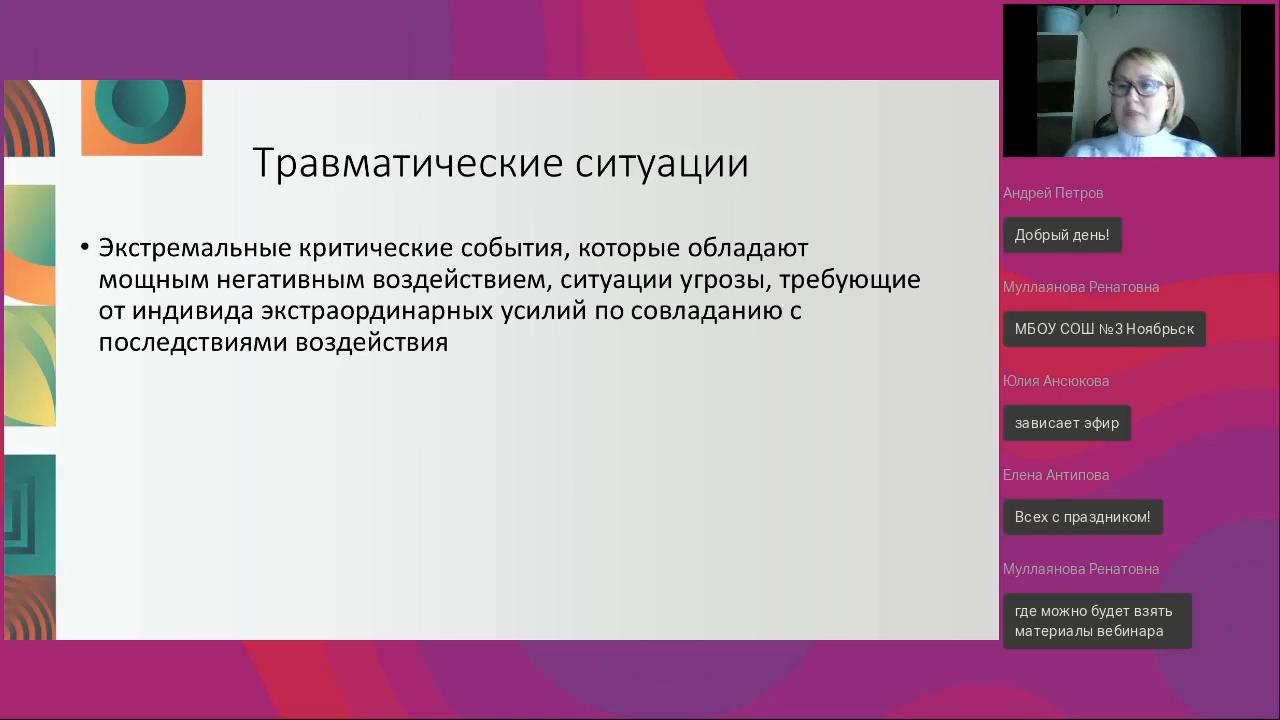 Травматические ситуации
• Экстремальные критические события, которые обладают
мощным негативным воздействием, ситуации угрозы, требующие
от индивида экстраординарных усилий по совладанию с
последствиями воздействия
Андрей Петров
Добрый день!
Муллаянова Ренатовна
МБОУ СОШ №3 Ноябрьск
Юлия Ансюкова
зависает эфир
Елена Антипова
Всех с праздником!
Муллаянова Ренатовна
где можно будет взять
материалы вебинара